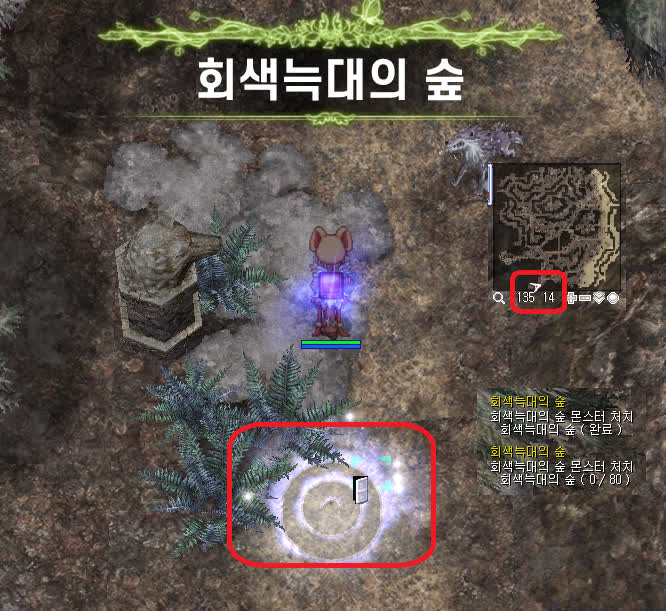 회색늑대의 숲
135 14
회색늑대의 숲
회색늑대의 숲 몬스터 처치
회색늑대의 숲 ( 완료 )
회색늑대의 숲
회색늑대의 숲 몬스터 처치
회색늑대의 숲 ( 0 / 80 )